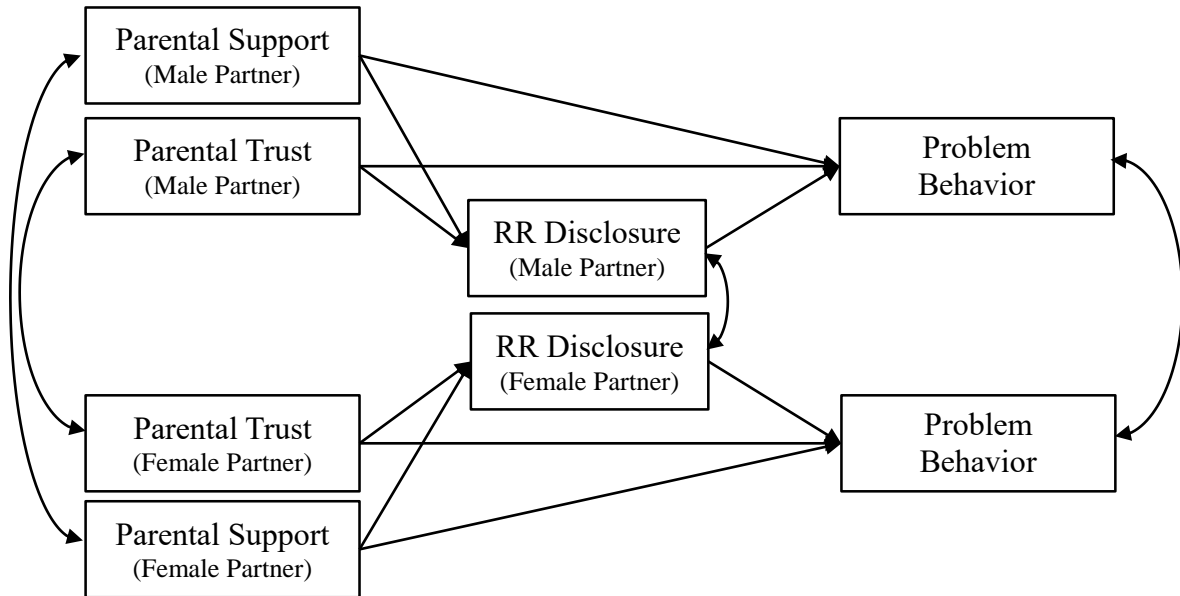 Parental Support
(Male Partner)
Parental Trust
(Male Partner)
Problem
Behavior
RR Disclosure
(Male Partner)
RR Disclosure
(Female Partner)
Parental Trust
(Female Partner)
Problem
Behavior
Parental Support
(Female Partner)